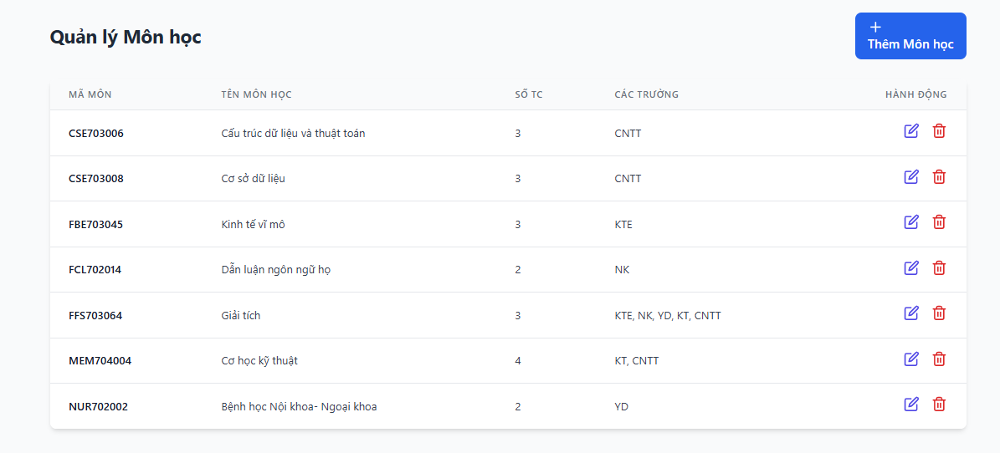 Quản lý Môn học
+
Thêm Môn học
MÃ MÔN TÊN MÔN HỌC SỐ TC CÁC TRƯỜNG HÀNH ĐỘNG
CSE703006 Cấu trúc dữ liệu và thuật toán 3 CNTT
CSE703008 Cơ sở dữ liệu 3 CNTT
FBE703045 Kinh tế vĩ mô 3 KTE
FCL702014 Dẫn luận ngôn ngữ họ 2 NK
FFS703064 Giải tích 3 KTE, NK, YD, KT, CNTT
MEM704004 Cơ học kỹ thuật 4 KT, CNTT
NUR702002 Bệnh học Nội khoa- Ngoại khoa 2 YD